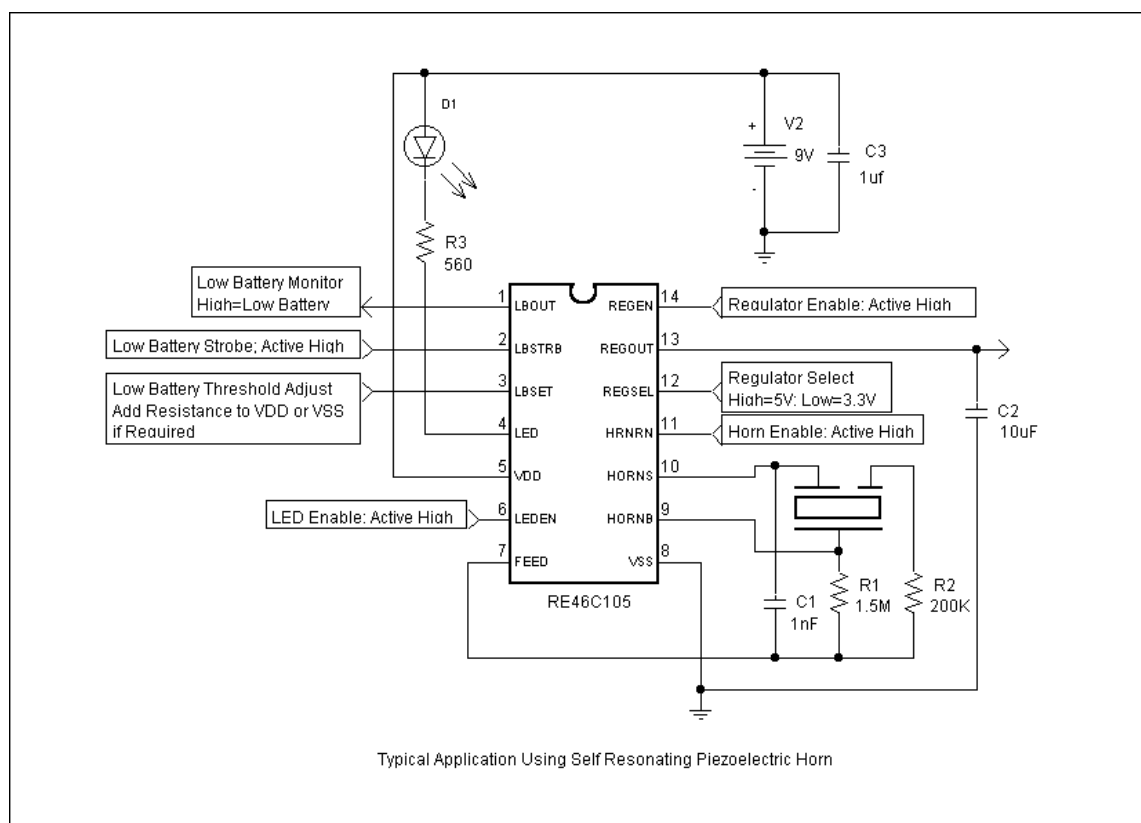 D1
+
V2
9V
-
C3
1uf
R3
560
Low Battery Monitor
High=Low Battery
Low Battery Strobe; Active High
Low Battery Threshold Adjust
Add Resistance to VDD or VSS
if Required
LED Enable: Active High
1 LBOUT REGEN 14
2 LBSTRB REGOUT 13
3 LBSET REGSEL 12
4 LED HRNRN 11
5 VDD HORNS 10
6 LEDEN HORNB 9
7 FEED VSS 8
RE46C105
Regulator Enable: Active High
Regulator Select
High=5V: Low=3.3V
Horn Enable: Active High
C2
10uF
C1
1nF
R1
1.5M
R2
200K
Typical Application Using Self Resonating Piezoelectric Horn